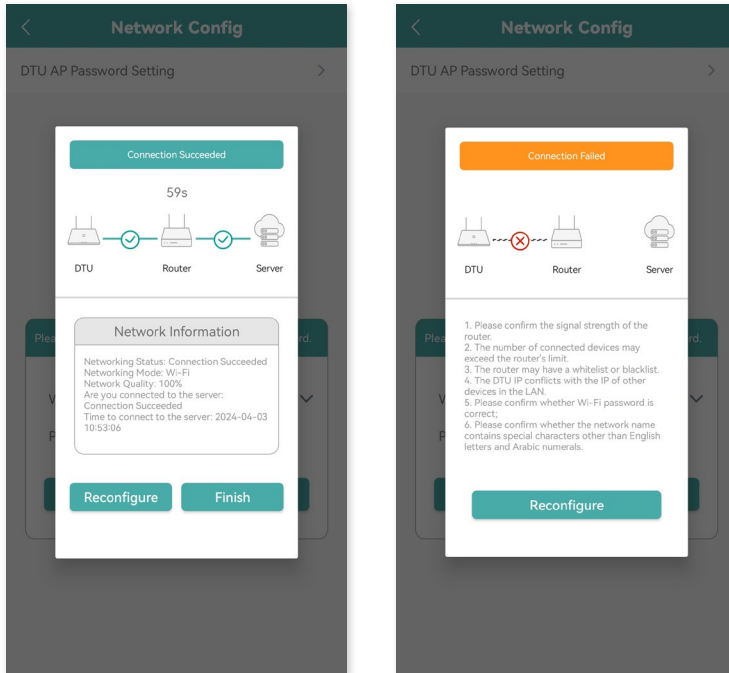 Network Config
DTU AP Password Setting
Connection Succeeded
59s
DTU
Router
Server
Plea
rd.
Network Information
Networking Status: Connection Succeeded
Networking Mode: Wi-Fi
Network Quality: 100%
Are you connected to the server:
Connection Succeeded
Time to connect to the server: 2024-04-03
10:53:06
W
P
Reconfigure
Finish
Network Config
DTU AP Password Setting
Connection Failed
DTU
Router
Server
Plea
rd.
1. Please confirm the signal strength of the
router.
2. The number of connected devices may
exceed the router's limit.
3. The router may have a whitelist or blacklist.
4. The DTU IP conflicts with the IP of other
devices in the LAN.
5. Please confirm whether Wi-Fi password is
correct;
6. Please confirm whether the network name
contains special characters other than English
letters and Arabic numerals.
W
P
Reconfigure